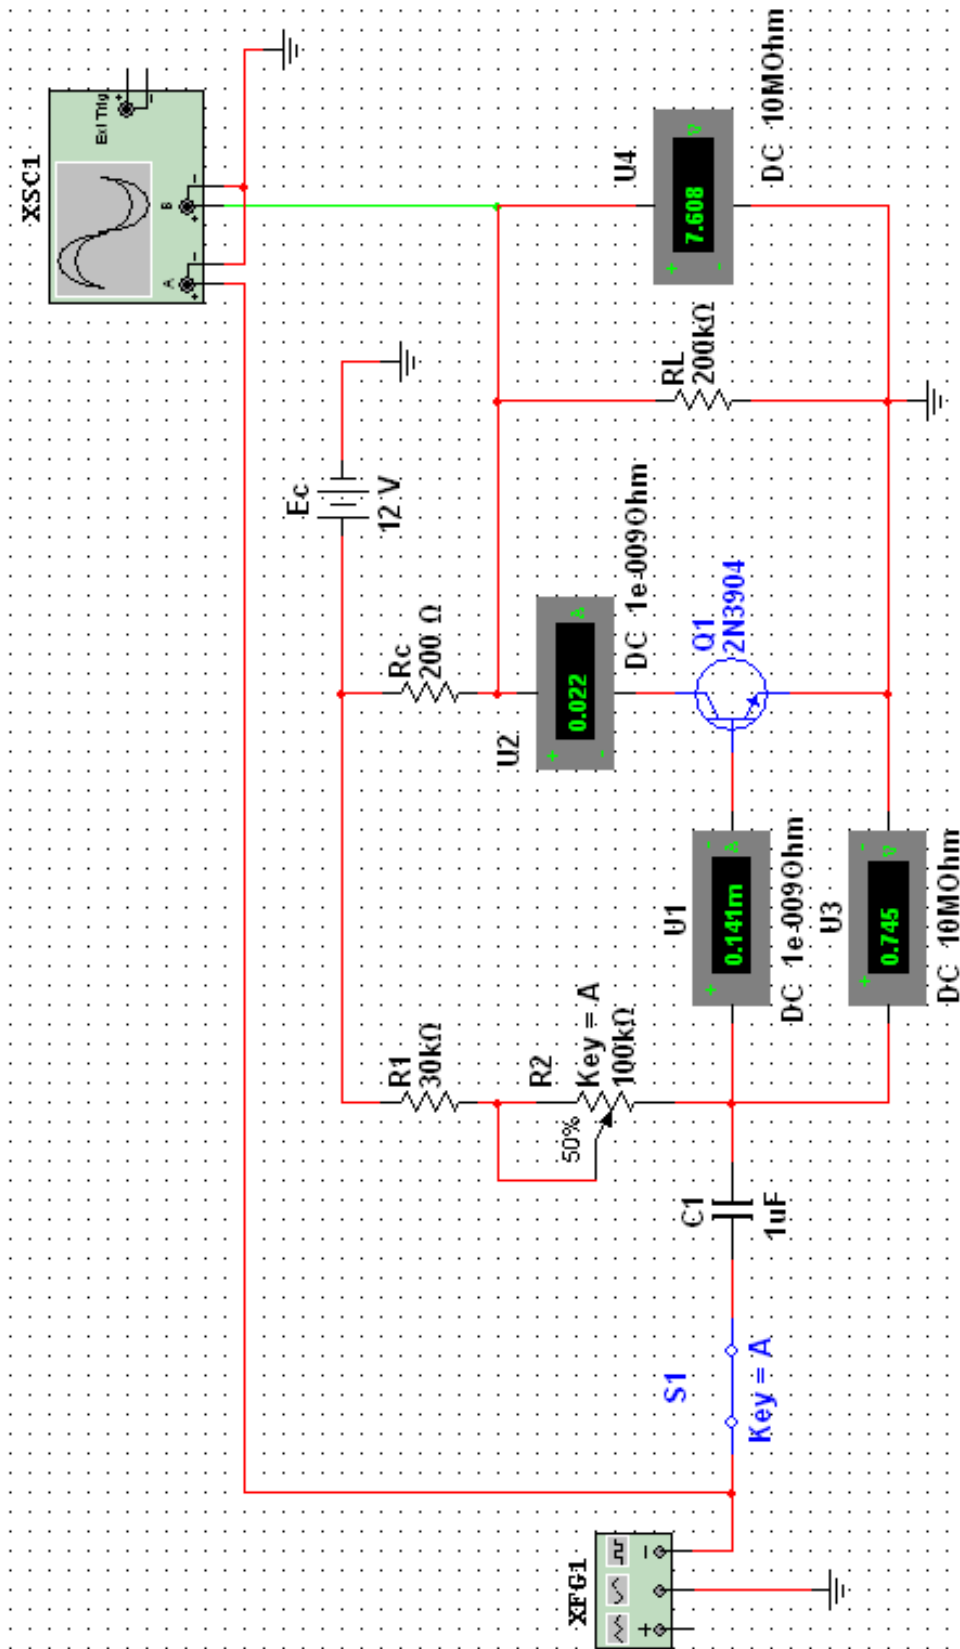 XSC1
Ext Trig
+
-
A
B
+
-
+
-
Ec
12 V
Rc
200 Ω
RL
200kΩ
U4
+
-
V
7.608
DC 10MOhm
U2
+
-
A
0.022
DC 1e-009Ohm
Q1
2N3904
R1
30kΩ
R2
Key = A
100kΩ
50%
U1
+
-
A
0.141m
DC 1e-009Ohm
U3
+
-
V
0.745
DC 10MOhm
C1
1uF
S1
Key = A
XFG1
+
-